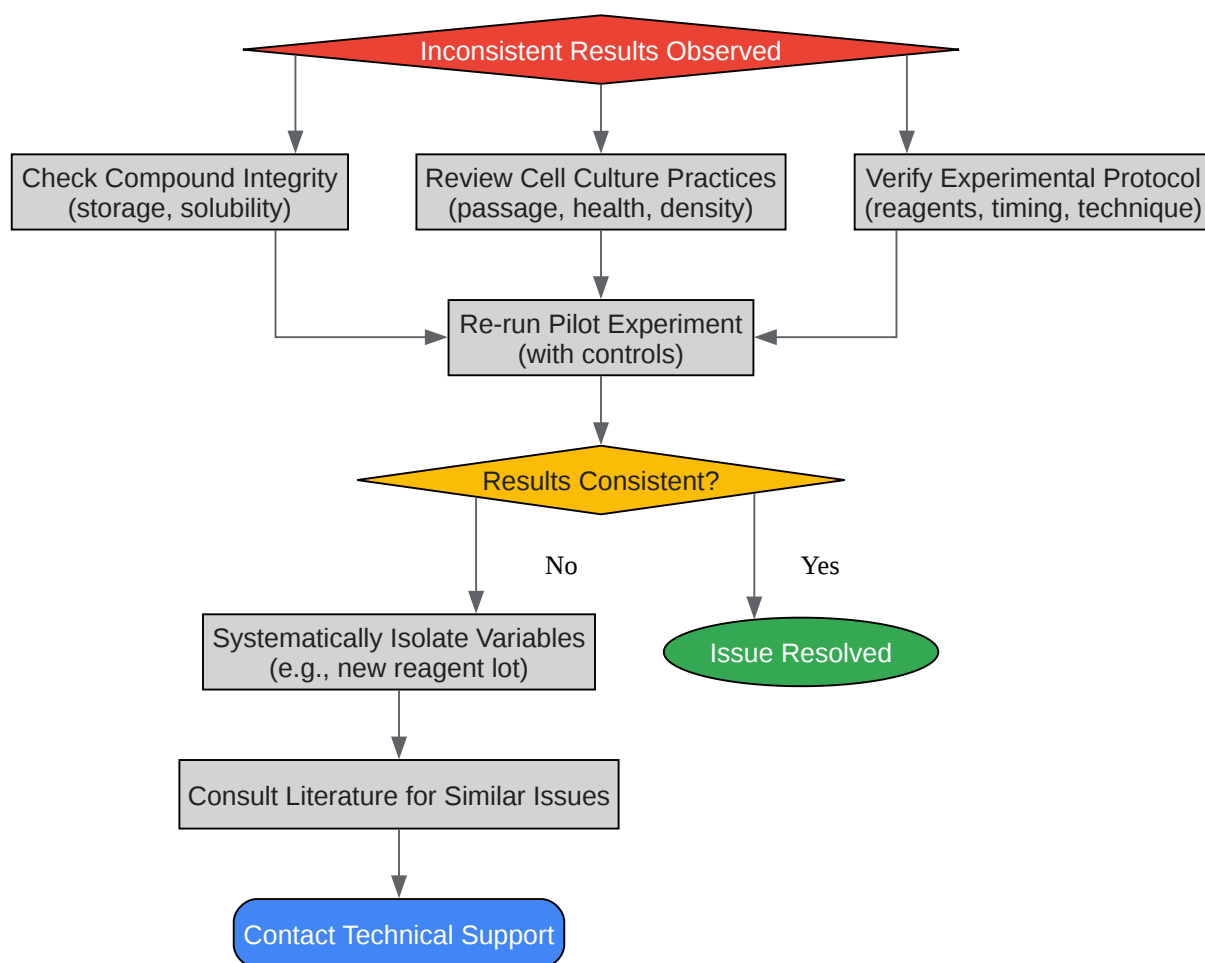 Inconsistent Results Observed
Check Compound Integrity
(storage, solubility)
Review Cell Culture Practices
(passage, health, density)
Verify Experimental Protocol
(reagents, timing, technique)
Re-run Pilot Experiment
(with controls)
Results Consistent?
No
Yes
Systematically Isolate Variables
(e.g., new reagent lot)
Issue Resolved
Consult Literature for Similar Issues
Contact Technical Support